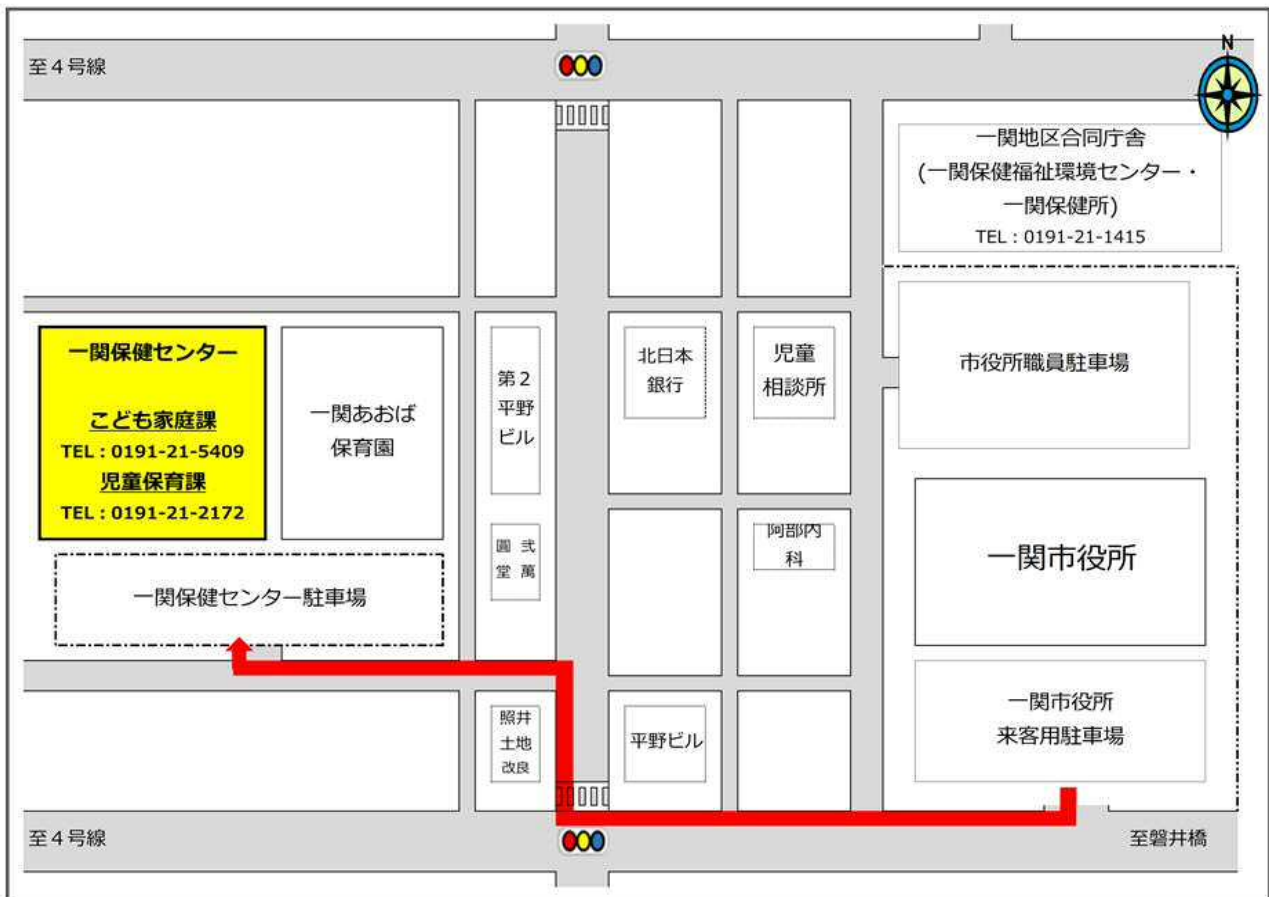 N
至４号線
一関地区合同庁舎
(一関保健福祉環境センター・
一関保健所)
TEL：0191-21-1415
一関保健センター
こども家庭課
TEL：0191-21-5409
児童保育課
TEL：0191-21-2172
一関あおば
保育園
第２
平野
ビル
北日本
銀行
児童
相談所
市役所職員駐車場
圓 弐
堂 萬
阿部内
科
一関市役所
一関保健センター駐車場
照井
土地
改良
平野ビル
一関市役所
来客用駐車場
至４号線
至磐井橋